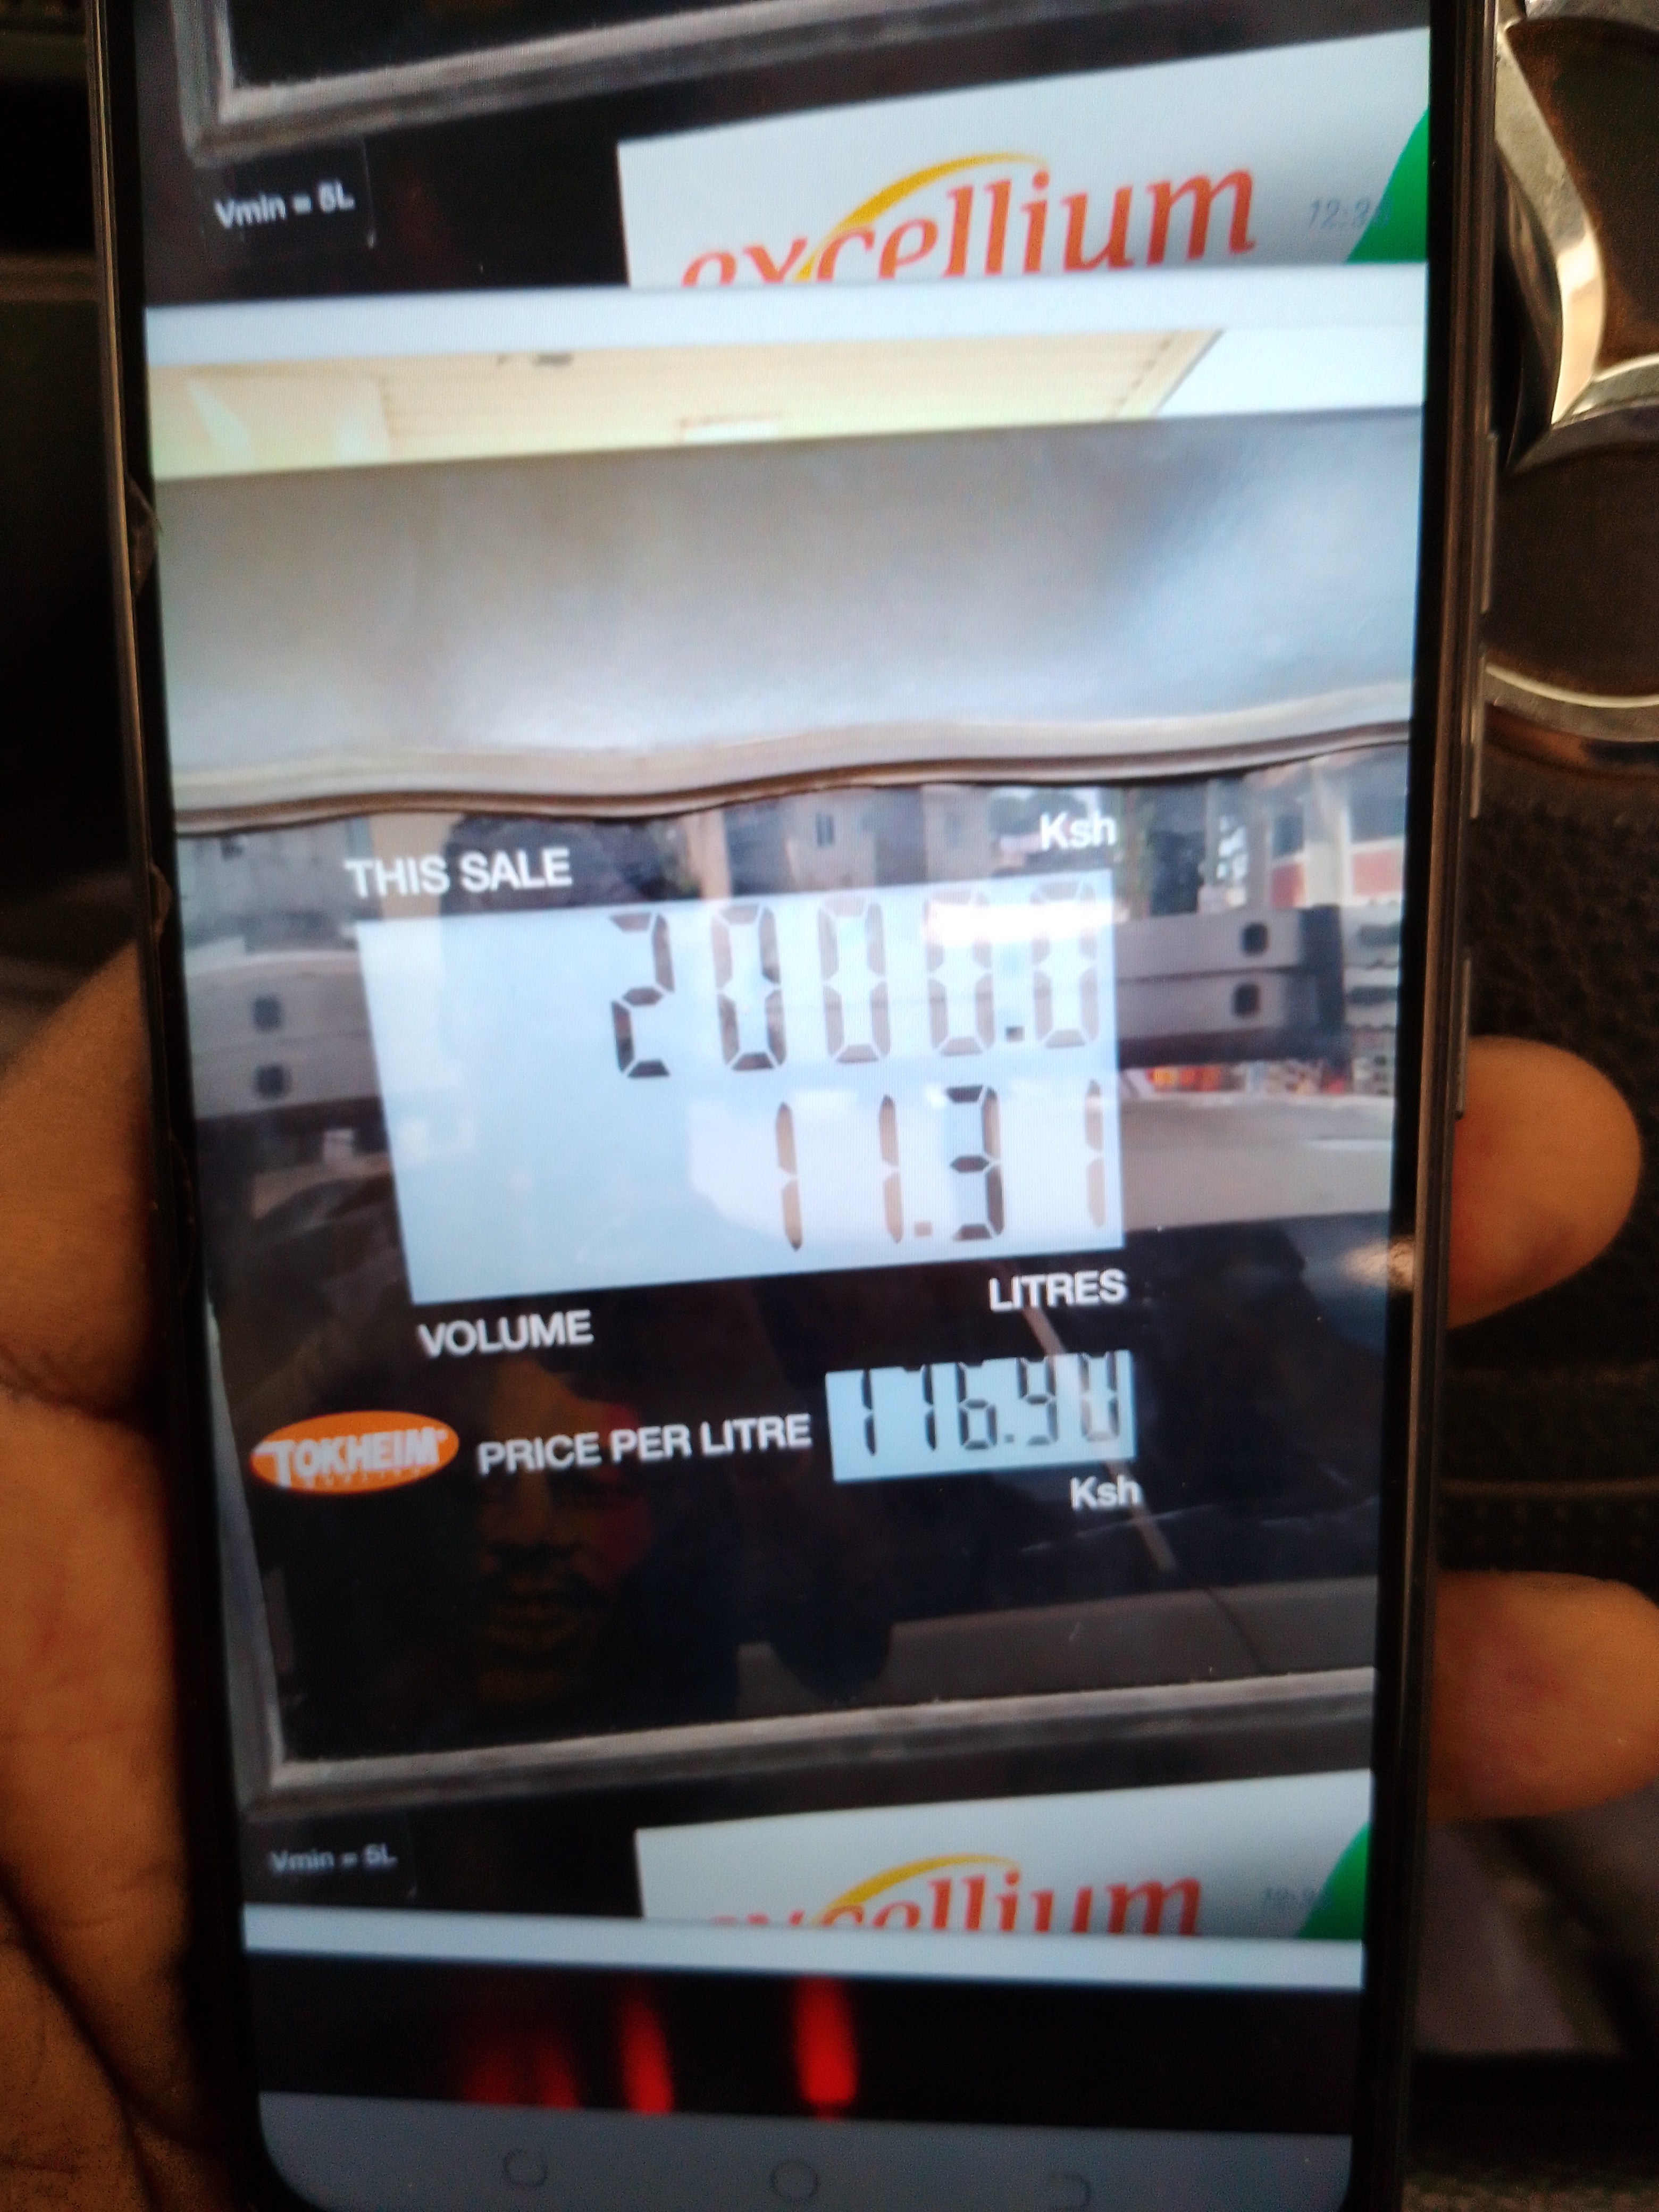 Vmin = 5L
excellium
THIS SALE
Ksh
2000.0
11.31
LITRES
VOLUME
TOKHEIM
PRICE PER LITRE
176.90
Ksh
Vmin = 5L
excellium